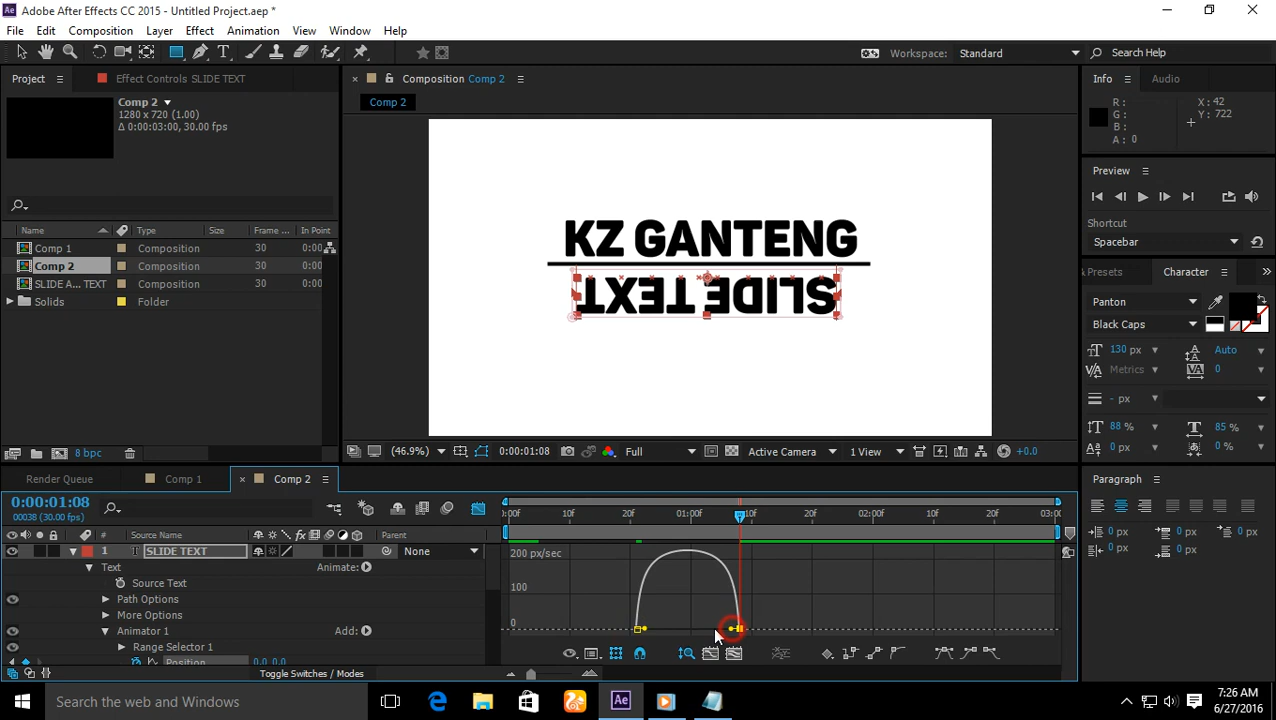 Adobe After Effects CC 2015 - Untitled Project.aep *
File Edit Composition Layer Effect Animation View Window Help
Workspace: Standard Search Help
Project Effect Controls SLIDE TEXT Composition Comp 2 Info Audio
Comp 2
1280 x 720 (1.00)
Δ 0:00:03:00, 30.00 fps
Comp 2
R:
G:
B:
A: 0
X: 42
Y: 722
Preview
Shortcut
Spacebar
Name Type Size Frame ... In Point
Comp 1 Composition 30 0:00
Comp 2 Composition 30 0:00
SLIDE A... TEXT Composition 30 0:00
Solids Folder
KZ GANTENG
SLIDE TEXT
Presets Character
Panton
Black Caps
130 px Auto
Metrics 0
- px
88 % 85 %
0 px 0 %
8 bpc
(46.9%) 0:00:01:08 Full Active Camera 1 View +0.0
Render Queue Comp 1 Comp 2
Paragraph
0:00:01:08
00038 (30.00 fps)
:00F 10F 20F 01:00F 10F 20F 02:00F 10F 20F 03:0
0 px 0 px 0 px
0 px 0 px
# Source Name Parent
1 T SLIDE TEXT None
Text Animate:
Source Text
Path Options
More Options
Animator 1 Add:
Range Selector 1
Position 0.0,0.0
200 px/sec
100
0
Toggle Switches / Modes
Search the web and Windows
7:26 AM
6/27/2016